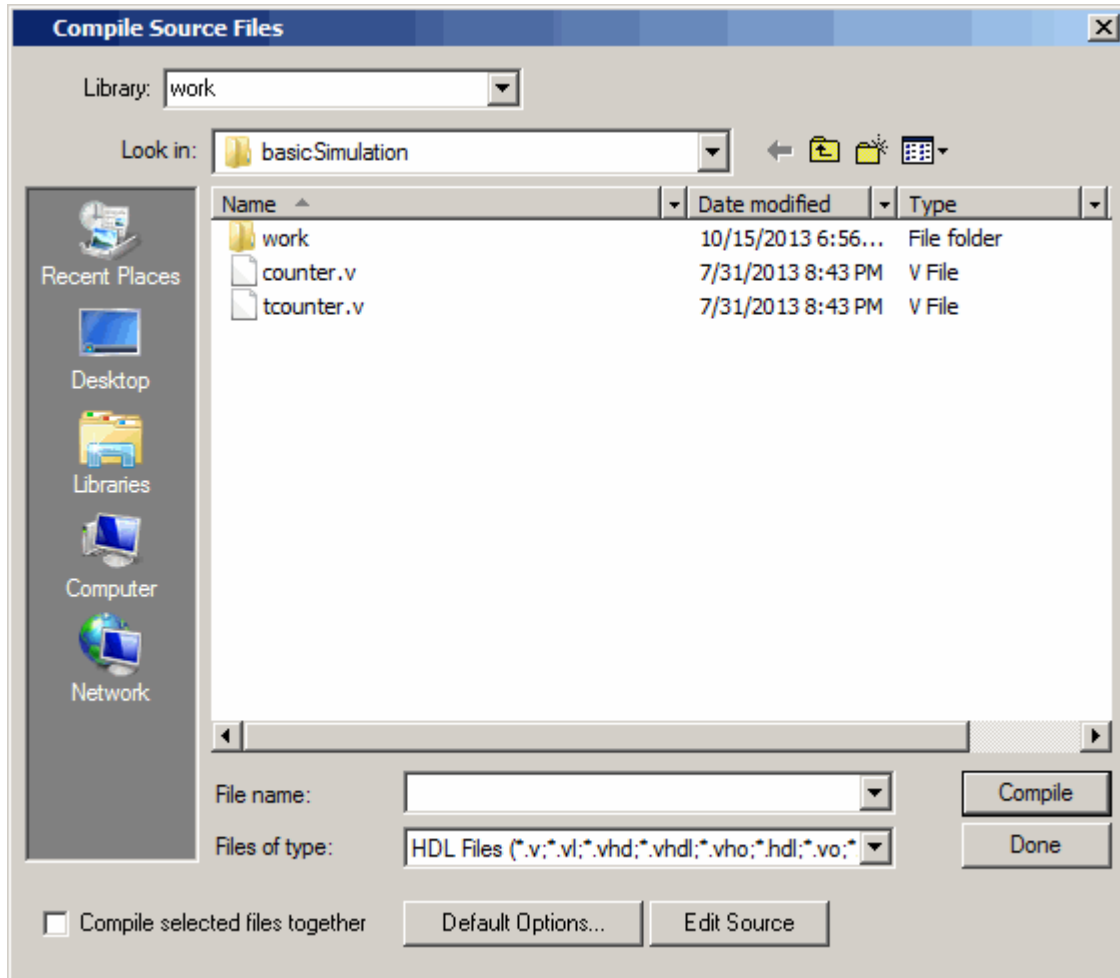 Compile Source Files
Library: work
Look in: basicSimulation
Name Date modified Type
work 10/15/2013 6:56... File folder
counter.v 7/31/2013 8:43 PM V File
tcounter.v 7/31/2013 8:43 PM V File
Recent Places
Desktop
Libraries
Computer
Network
File name: Compile
Files of type: HDL Files (*.v;*.vl;*.vhd;*.vhdl;*.vho;*.hdl;*.vo;* Done
Compile selected files together Default Options... Edit Source